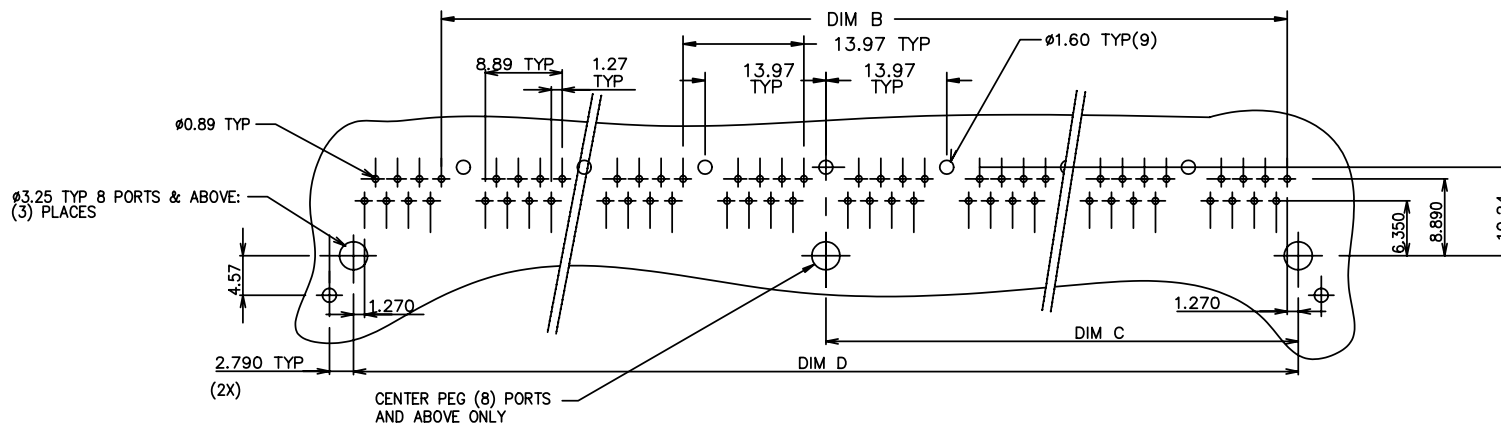 DIM B
13.97 TYP
ø1.60 TYP(9)
8.89 TYP
1.27
TYP
13.97
TYP
13.97
TYP
ø0.89 TYP
ø3.25 TYP 8 PORTS & ABOVE:
(3) PLACES
4.57
1.270
6.350
8.890
1.270
DIM C
2.790 TYP
(2X)
DIM D
CENTER PEG (8) PORTS
AND ABOVE ONLY